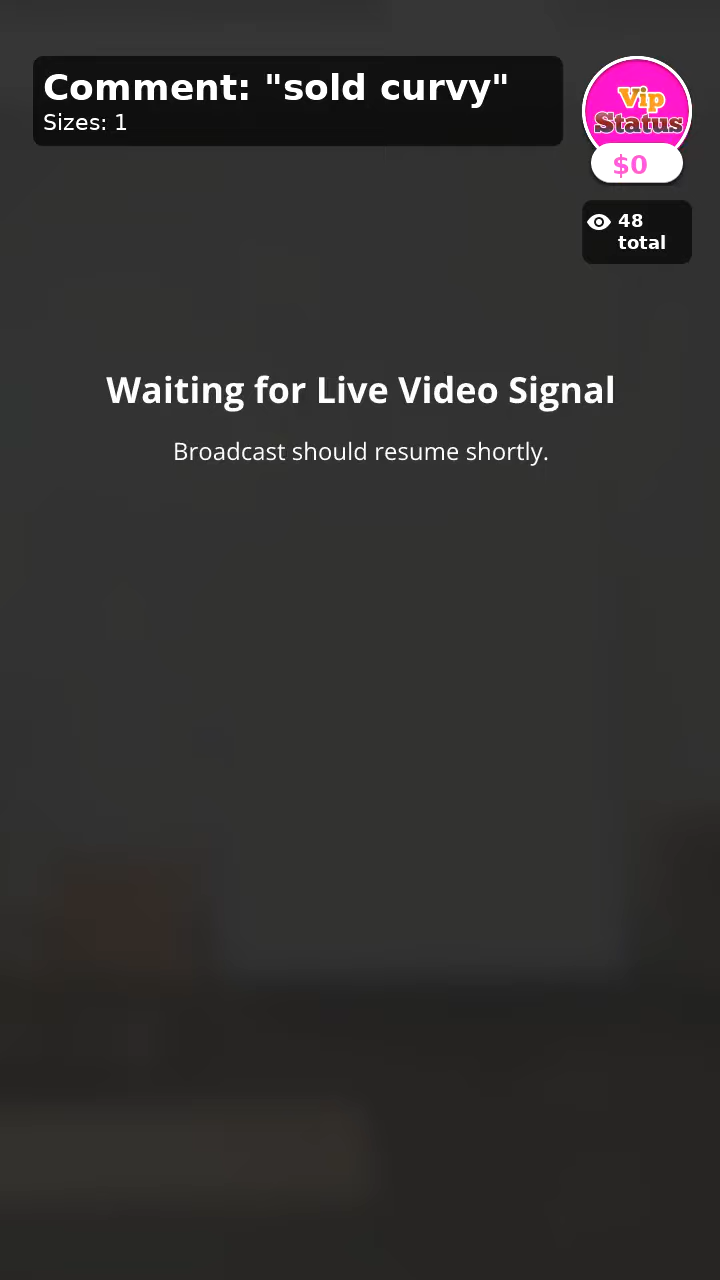 Comment: "sold curvy"
Sizes: 1
Vip
Status
$0
48
total
Waiting for Live Video Signal
Broadcast should resume shortly.